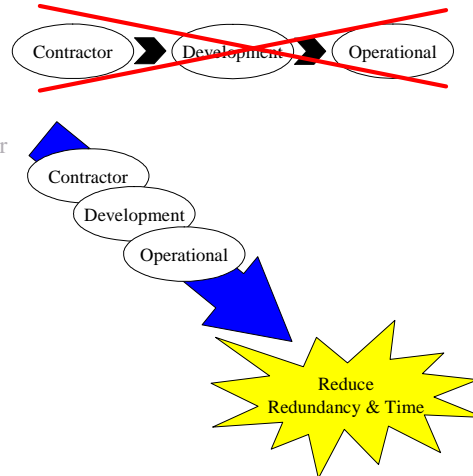 Contractor
Development
Operational
r
Contractor
Development
Operational
Reduce
Redundancy & Time